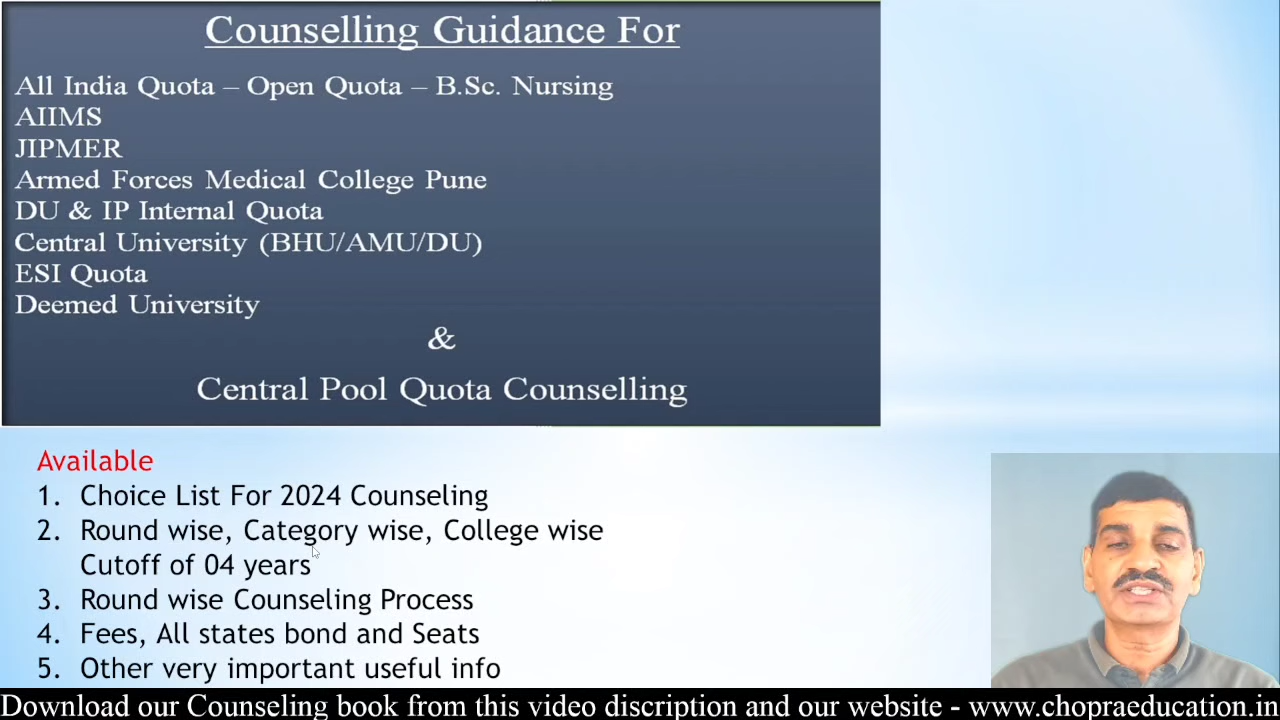 Counselling Guidance For
All India Quota – Open Quota – B.Sc. Nursing
AIIMS
JIPMER
Armed Forces Medical College Pune
DU & IP Internal Quota
Central University (BHU/AMU/DU)
ESI Quota
Deemed University
&
Central Pool Quota Counselling
Available
1. Choice List For 2024 Counseling
2. Round wise, Category wise, College wise
Cutoff of 04 years
3. Round wise Counseling Process
4. Fees, All states bond and Seats
5. Other very important useful info
Download our Counseling book from this video discription and our website - www.chopraeducation.in